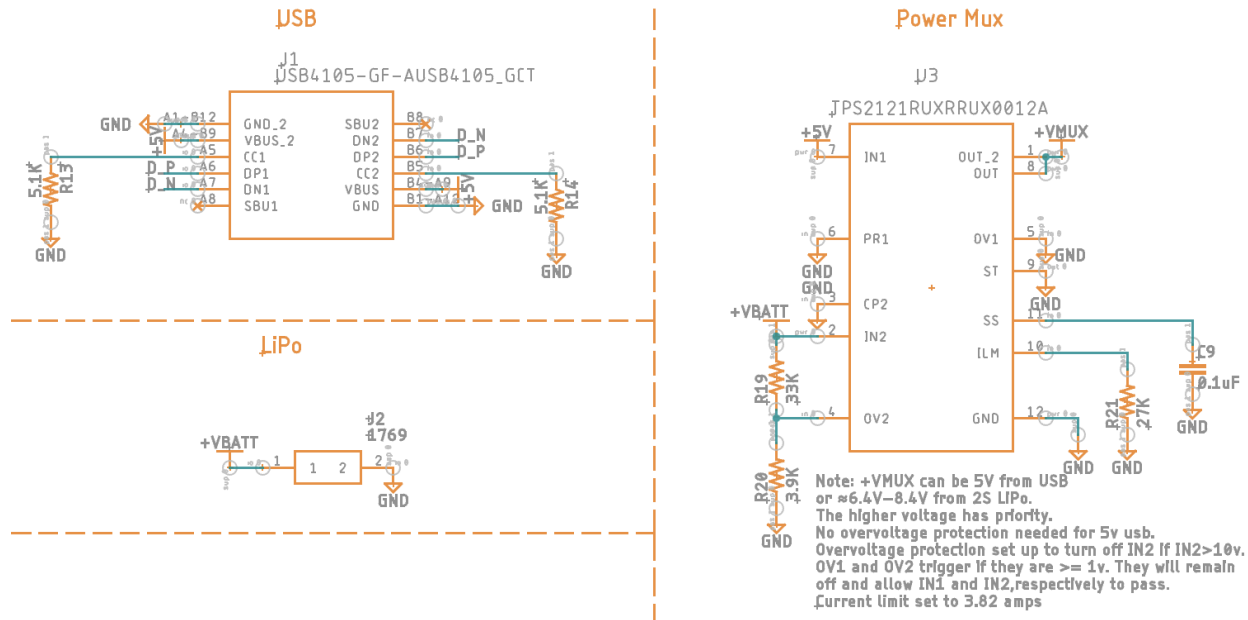 USB
J1
USB4105-GF-AUSB4105_GCT
GND
A1-B12
GND_2
SBU2
B8
+5V
A4
B9
VBUS_2
DN2
B7
D_N
A5
CC1
DP2
B6
D_P
D_P
A6
DP1
CC2
B5
D_N
A7
DN1
VBUS
B4
A9
+5V
A8
SBU1
GND
B1-A12
GND
5.1K
R13
GND
5.1K
R14
GND
LiPo
+VBATT
J2
1769
1
1 2
2
GND
Power Mux
U3
TPS2121RUXRRUX0012A
+5V
7
IN1
OUT_2
1
+VMUX
OUT
8
6
PR1
OV1
5
GND
GND
ST
9
GND
GND
3
CP2
+VBATT
2
IN2
SS
11
ILM
10
C9
0.1uF
GND
R19
33K
4
OV2
GND
12
GND
R21
27K
GND
R20
3.9K
GND
Note: +VMUX can be 5V from USB
or ≈6.4V-8.4V from 2S LiPo.
The higher voltage has priority.
No overvoltage protection needed for 5v usb.
Overvoltage protection set up to turn off IN2 if IN2>10v.
OV1 and OV2 trigger if they are >= 1v. They will remain
off and allow IN1 and IN2,respectively to pass.
Current limit set to 3.82 amps